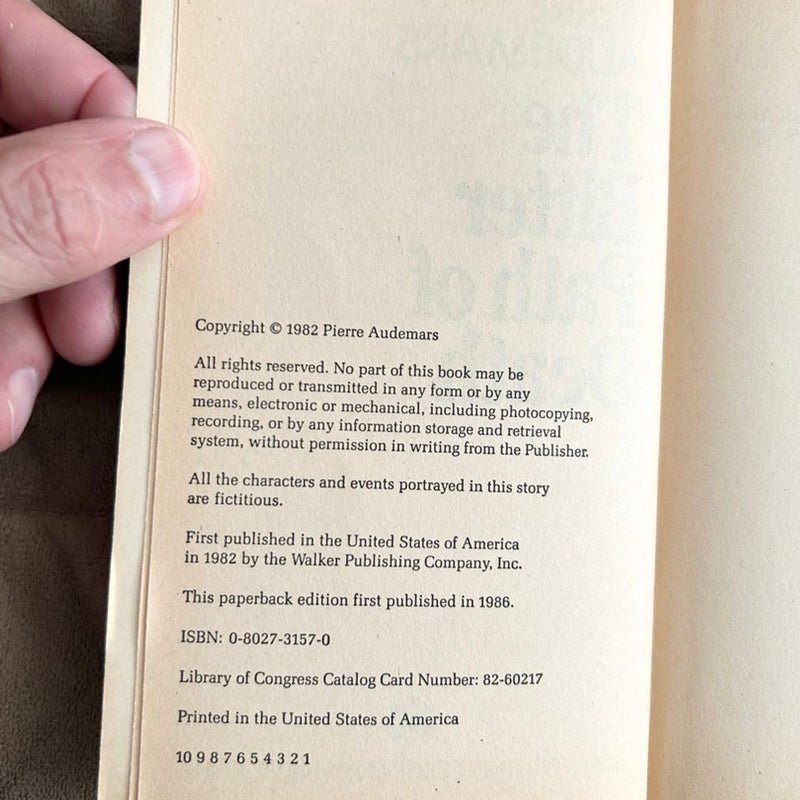 Copyright © 1982 Pierre Audemars
All rights reserved. No part of this book may be
reproduced or transmitted in any form or by any
means, electronic or mechanical, including photocopying,
recording, or by any information storage and retrieval
system, without permission in writing from the Publisher.
All the characters and events portrayed in this story
are fictitious.
First published in the United States of America
in 1982 by the Walker Publishing Company, Inc.
This paperback edition first published in 1986.
ISBN: 0-8027-3157-0
Library of Congress Catalog Card Number: 82-60217
Printed in the United States of America
10 9 8 7 6 5 4 3 2 1